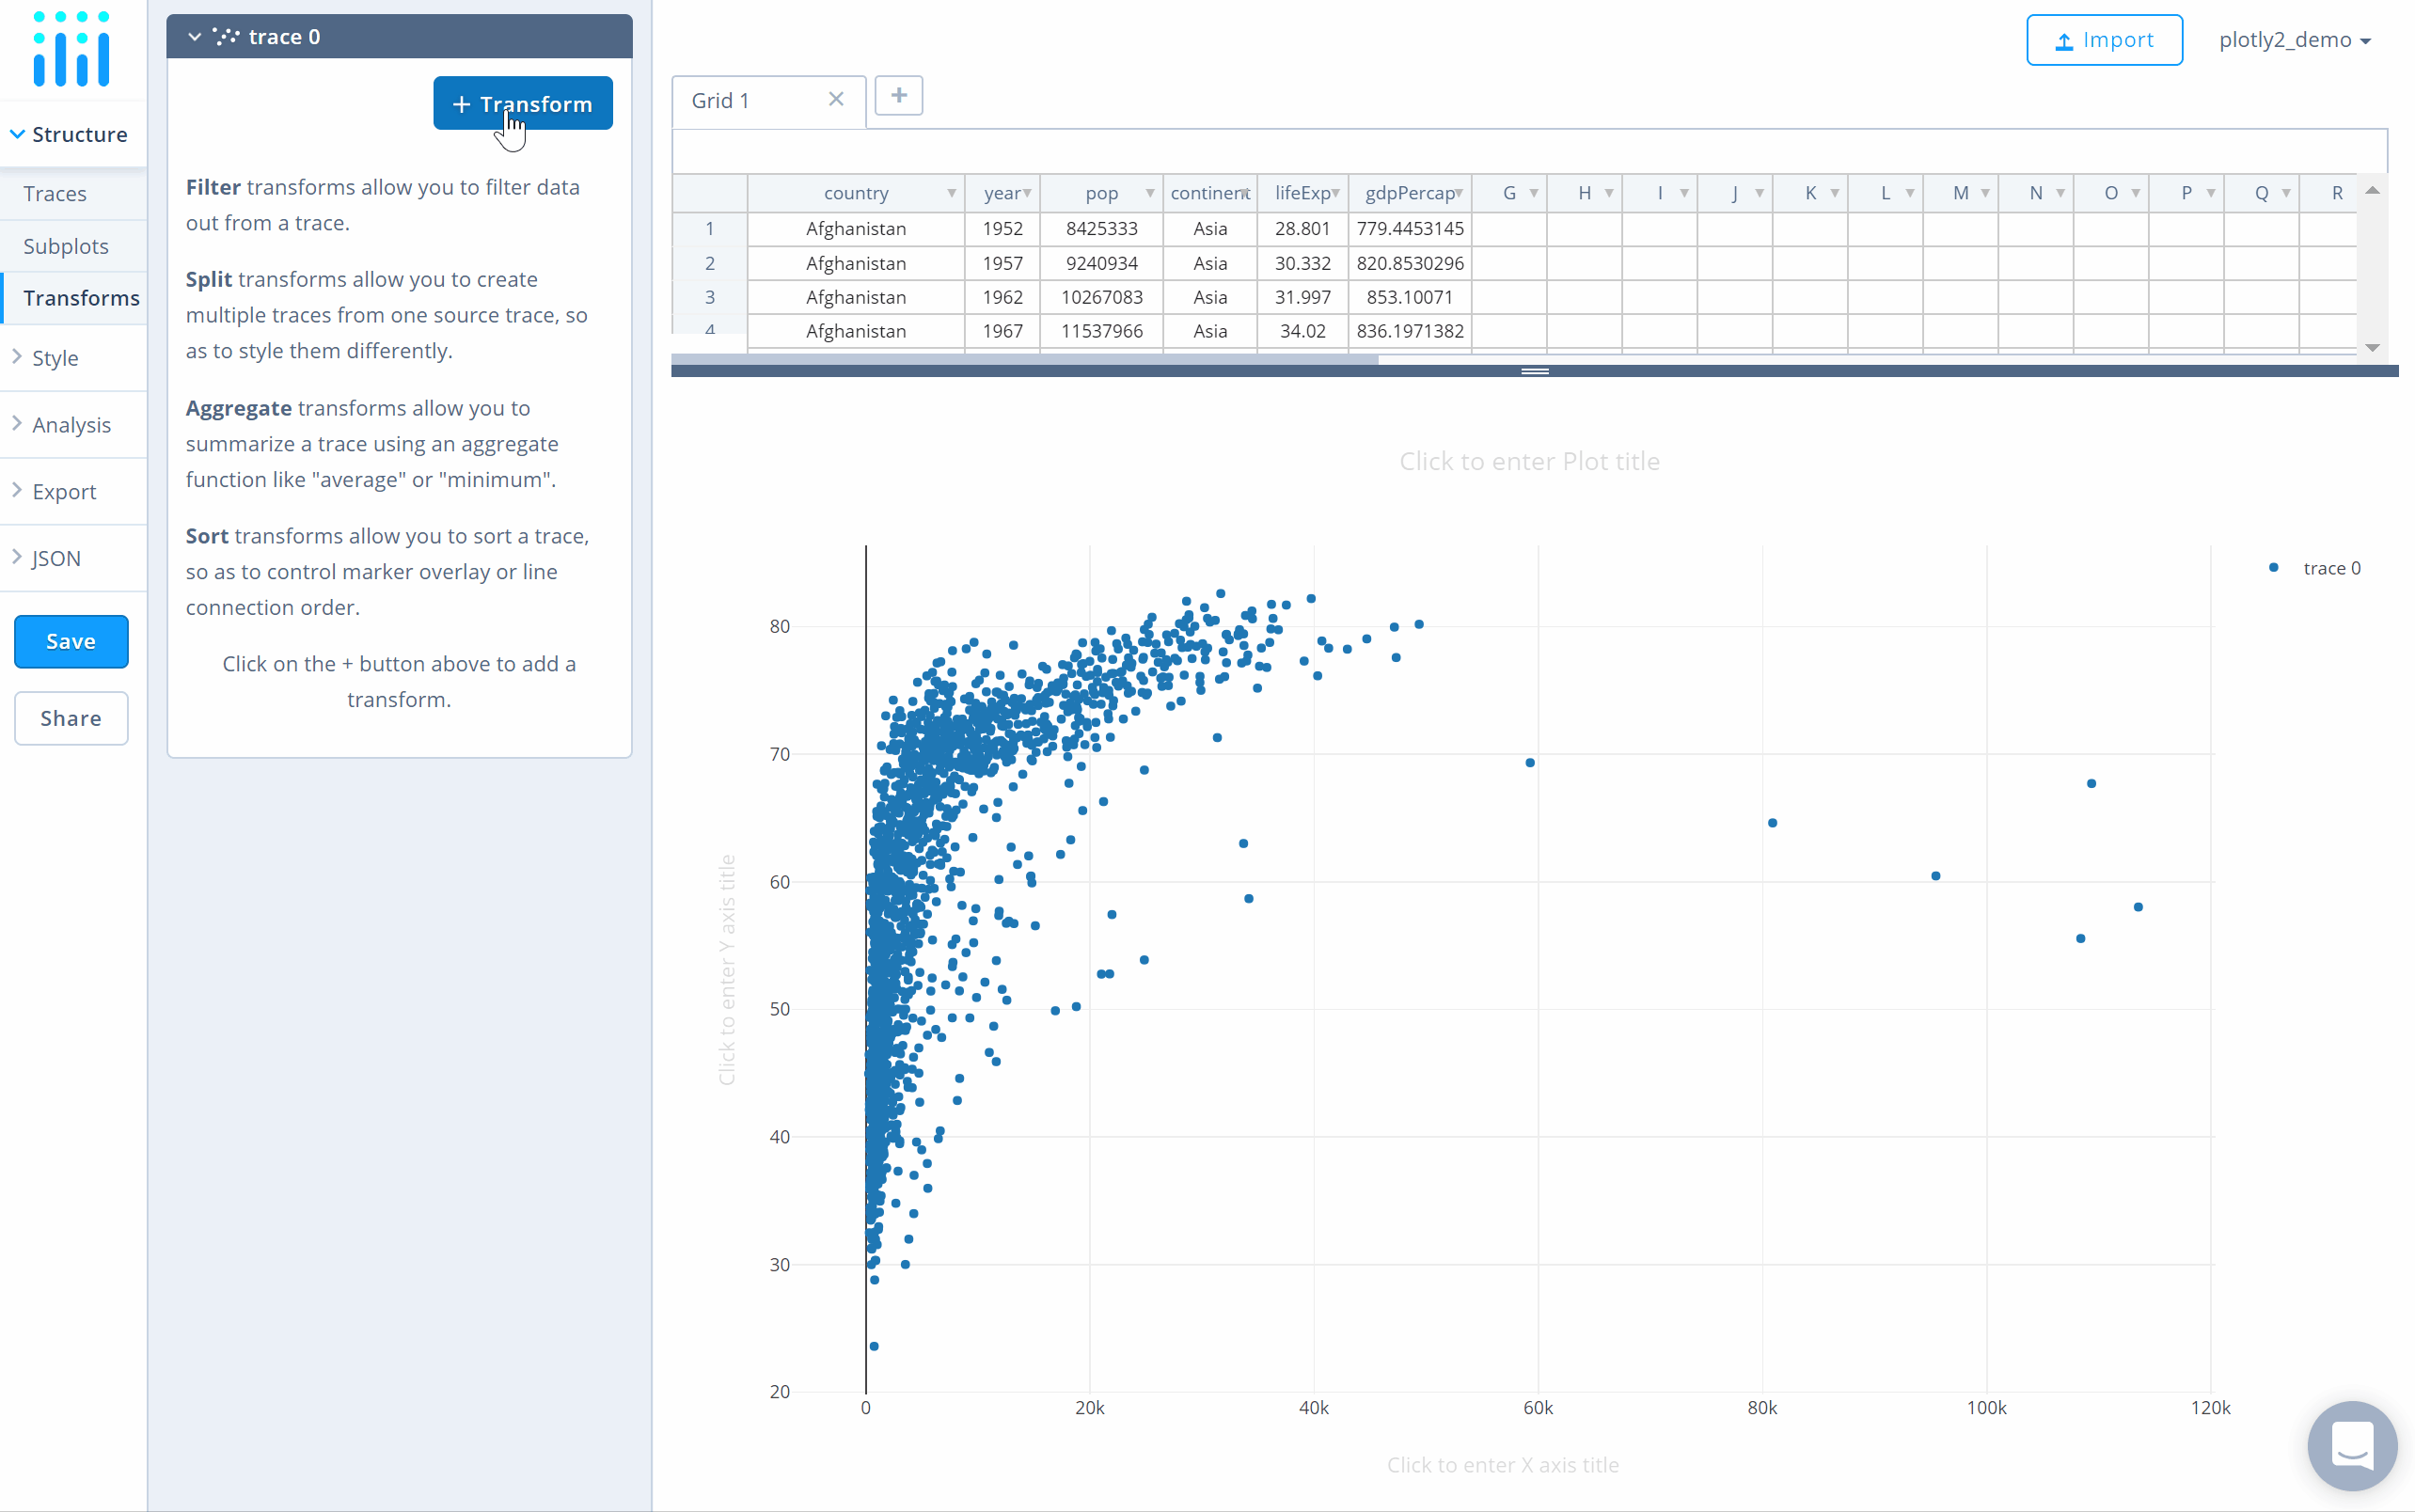 trace 0
+ Transform
Filter transforms allow you to filter data
out from a trace.
Split transforms allow you to create
multiple traces from one source trace, so
as to style them differently.
Aggregate transforms allow you to
summarize a trace using an aggregate
function like "average" or "minimum".
Sort transforms allow you to sort a trace,
so as to control marker overlay or line
connection order.
Click on the + button above to add a
transform.
Structure
Traces
Subplots
Transforms
Style
Analysis
Export
JSON
Save
Share
Import
plotly2_demo
Grid 1
+
country year pop continent lifeExp gdpPercap G H I J K L M N O P Q R
1 Afghanistan 1952 8425333 Asia 28.801 779.4453145
2 Afghanistan 1957 9240934 Asia 30.332 820.8530296
3 Afghanistan 1962 10267083 Asia 31.997 853.10071
4 Afghanistan 1967 11537966 Asia 34.02 836.1971382
Click to enter Plot title
trace 0
Click to enter Y axis title
80
70
60
50
40
30
20
0 20k 40k 60k 80k 100k 120k
Click to enter X axis title